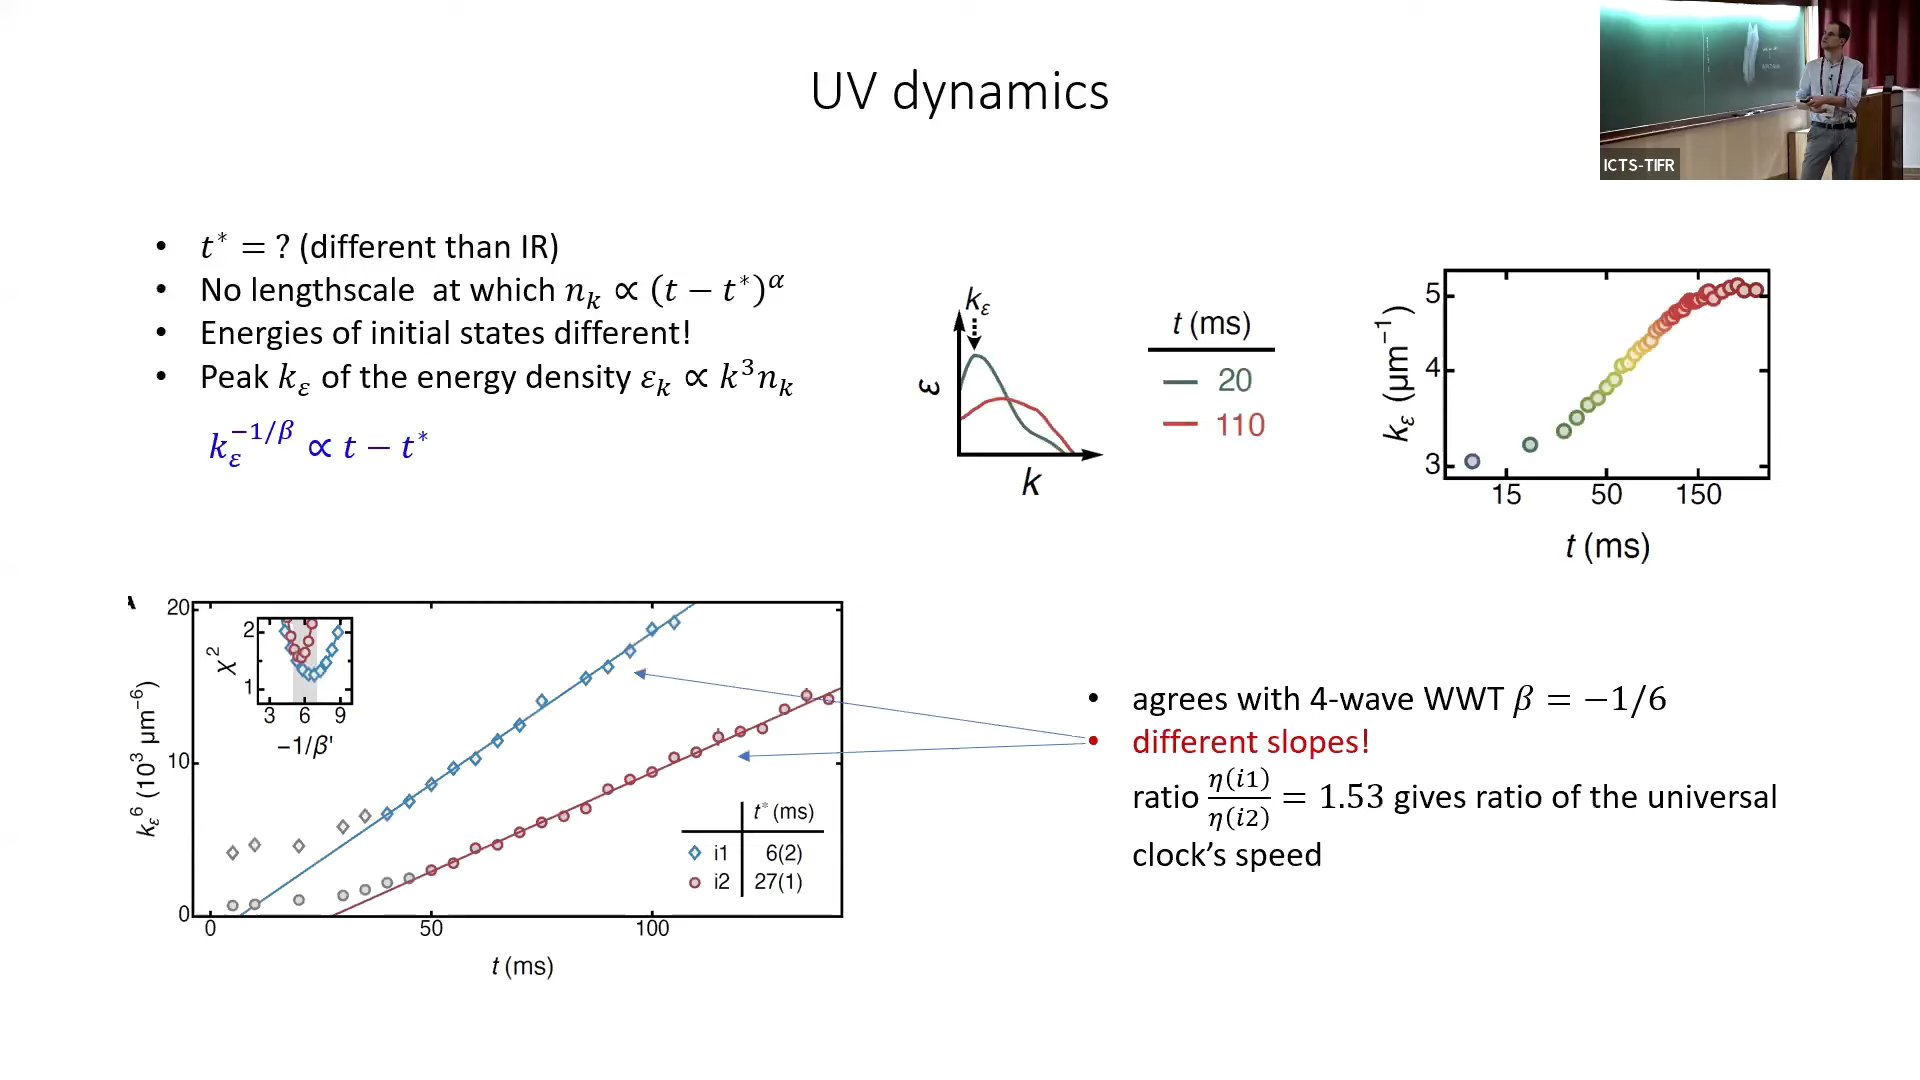 UV dynamics
ICTS-TIFR
• t* = ? (different than IR)
• No lengthscale at which nₖ ∝ (t − t*)^α
• Energies of initial states different!
• Peak k_ε of the energy density ε_k ∝ k³n_k
k_ε^{−1/β} ∝ t − t*
k_ε
ε
k
t (ms)
20
110
k_ε (μm⁻¹)
5
4
3
15 50 150
t (ms)
k_ε⁶ (10³ μm⁻⁶)
20
10
0
0 50 100
t (ms)
χ²
2
1
3 6 9
−1/β'
t* (ms)
i1 6(2)
i2 27(1)
• agrees with 4-wave WWT β = −1/6
• different slopes!
ratio η(i1)/η(i2) = 1.53 gives ratio of the universal
clock's speed